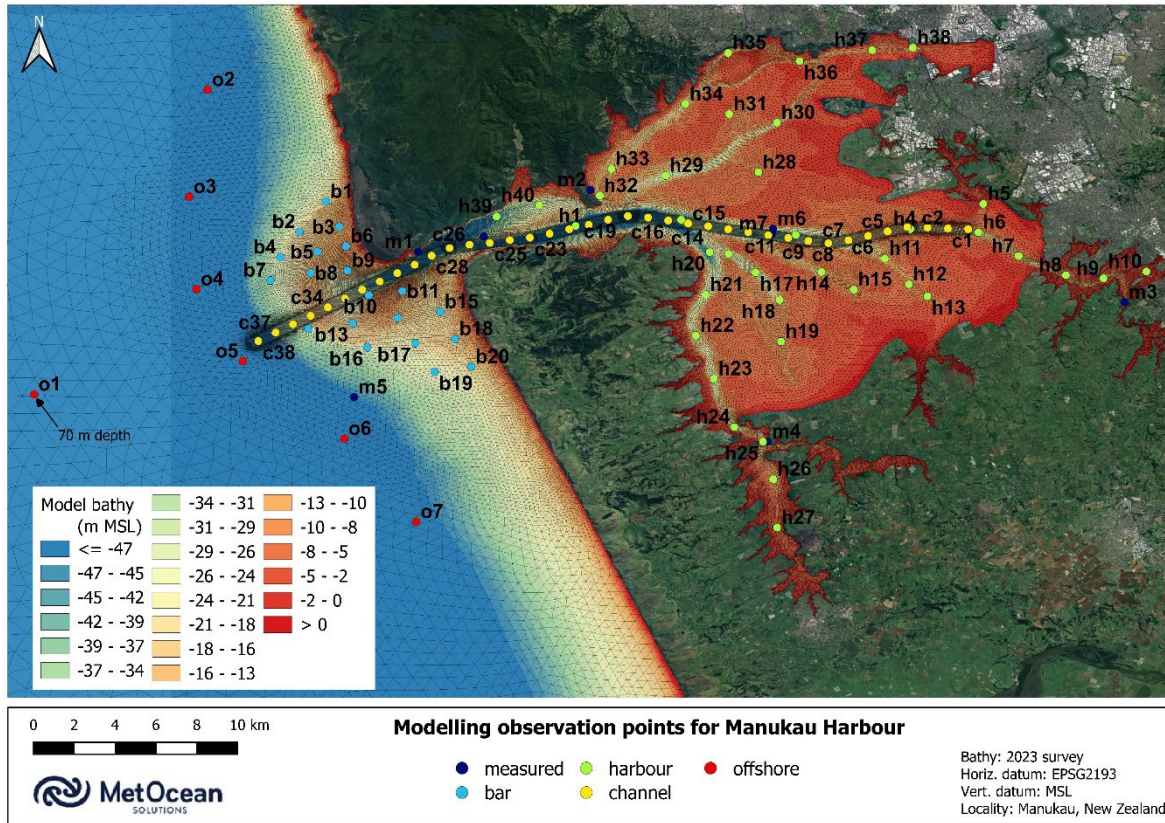 N
h35
h37
h38
h36
o2
h34
h31
h30
h33
h29
h28
m2
o3
b1
h32
h40
h5
b2
b3
h39
h1
c15
m7
m6
h4
c2
h6
b6
m1
c26
c19
c16
c7
c5
b4
b5
c23
c14
c11
c9
c8
c6
h11
c1
h7
b7
b8
b9
c28
c25
h20
o4
h21
h17
h14
h15
h12
h8
h9
h10
c34
b10
b11
b15
h18
h13
m3
c37
b13
h22
h19
c38
b18
o5
b16
b17
b20
h23
o1
m5
b19
70 m depth
h24
m4
o6
h25
h26
o7
h27
Model bathy
(m MSL)
<= -47
-47 - -45
-45 - -42
-42 - -39
-39 - -37
-37 - -34
-34 - -31
-31 - -29
-29 - -26
-26 - -24
-24 - -21
-21 - -18
-18 - -16
-16 - -13
-13 - -10
-10 - -8
-8 - -5
-5 - -2
-2 - 0
> 0
0 2 4 6 8 10 km
MetOcean
SOLUTIONS
Modelling observation points for Manukau Harbour
measured
harbour
offshore
bar
channel
Bathy: 2023 survey
Horiz. datum: EPSG2193
Vert. datum: MSL
Locality: Manukau, New Zealand